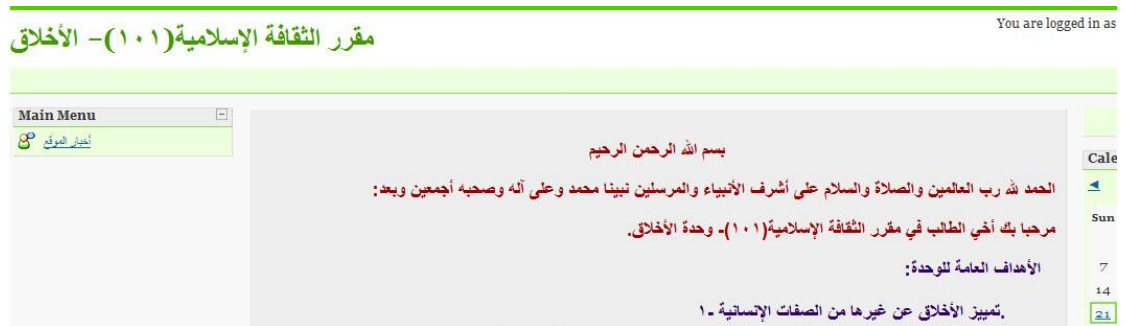 You are logged in as
مقرر الثقافة الإسلامية(١٠١)- الأخلاق
Main Menu
أخبار الموقع
بسم الله الرحمن الرحيم
الحمد لله رب العالمين والصلاة والسلام على أشرف الأنبياء والمرسلين نبينا محمد وعلى آله وصحبه أجمعين وبعد:
مرحبا بك أخي الطالب في مقرر الثقافة الإسلامية(١٠١)- وحدة الأخلاق.
الأهداف العامة للوحدة:
.تمييز الأخلاق عن غيرها من الصفات الإنسانية -١
Cale
Sun
7
14
21